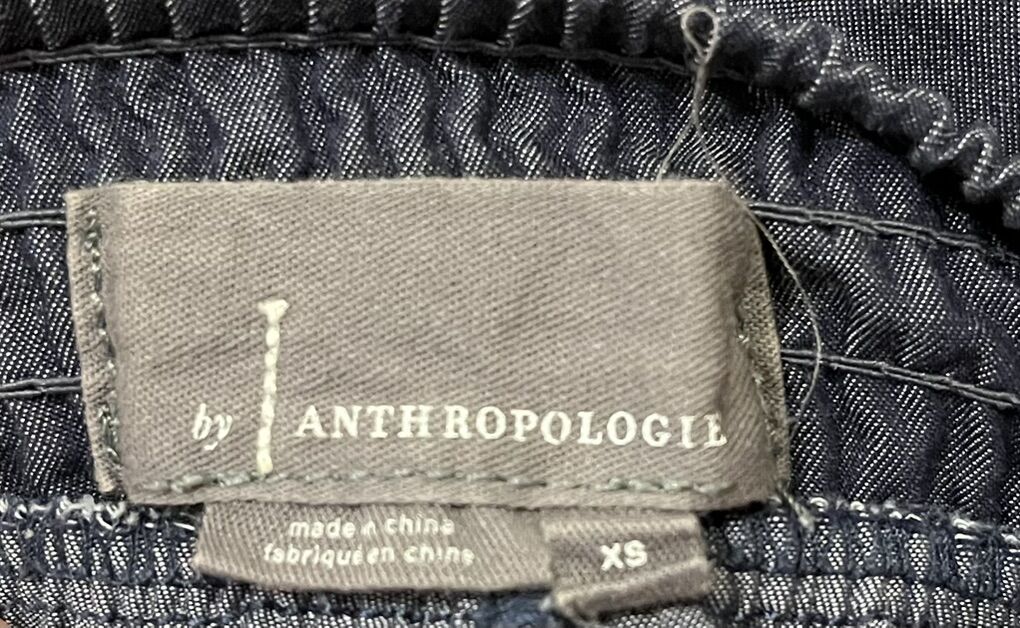 by ANTHROPOLOGIE
made in china
fabriqué en chine
XS